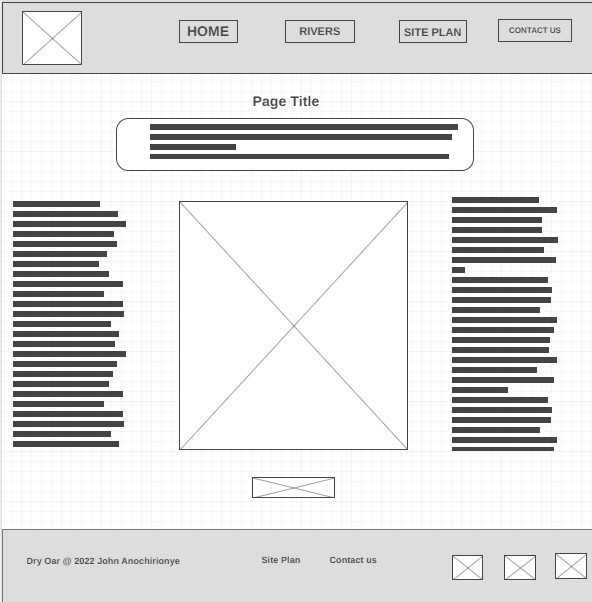 HOME
RIVERS
SITE PLAN
CONTACT US
Page Title
Dry Oar @ 2022 John Anochirionye
Site Plan
Contact us